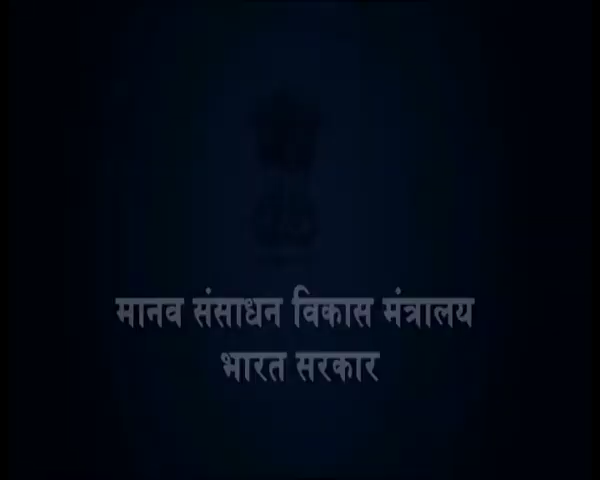 मानव संसाधन विकास मंत्रालय
भारत सरकार